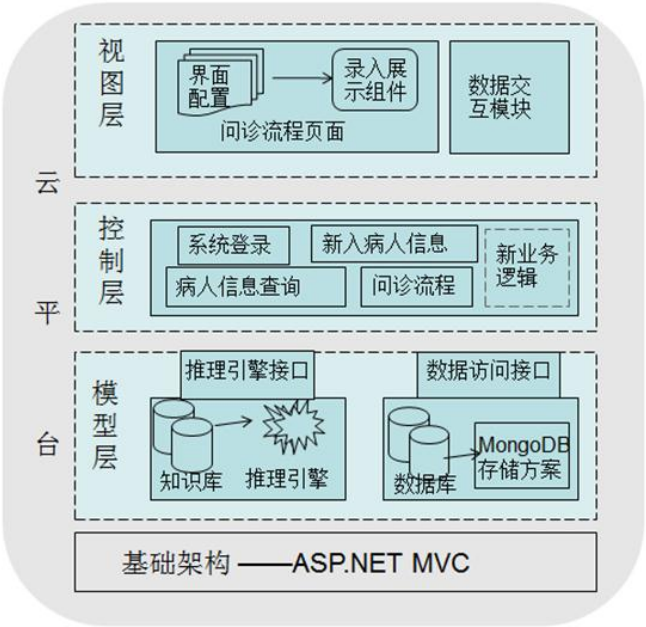 云
平
台
视
图
层
界面
配置
录入展
示组件
问诊流程页面
数据交
互模块
控
制
层
系统登录
新入病人信息
病人信息查询
问诊流程
新业务
逻辑
模
型
层
推理引擎接口
知识库
推理引擎
数据访问接口
数据库
MongoDB
存储方案
基础架构 ——ASP.NET MVC